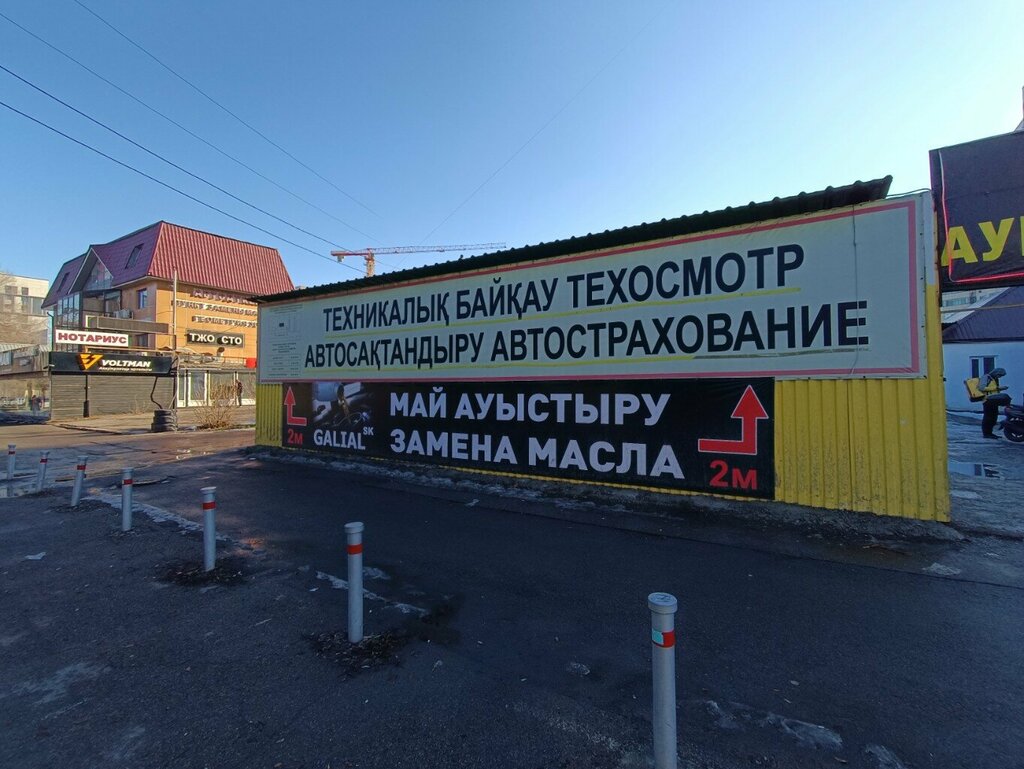 ТЕХНИКАЛЫҚ БАЙҚАУ ТЕХОСМОТР
АВТОСАҚТАНДЫРУ АВТОСТРАХОВАНИЕ
МАЙ АУЫСТЫРУ
ЗАМЕНА МАСЛА
2м
GALIAL SK
2м
НОТАРИУС
VOLTMAN
ТЖО СТО
АУ